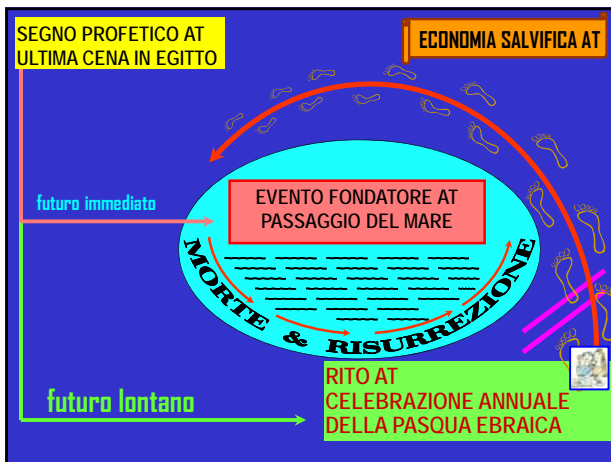 SEGNO PROFETICO AT
ULTIMA CENA IN EGITTO
ECONOMIA SALVIFICA AT
futuro immediato
EVENTO FONDATORE AT
PASSAGGIO DEL MARE
MORTE & RISURREZIONE
futuro lontano
RITO AT
CELEBRAZIONE ANNUALE
DELLA PASQUA EBRAICA